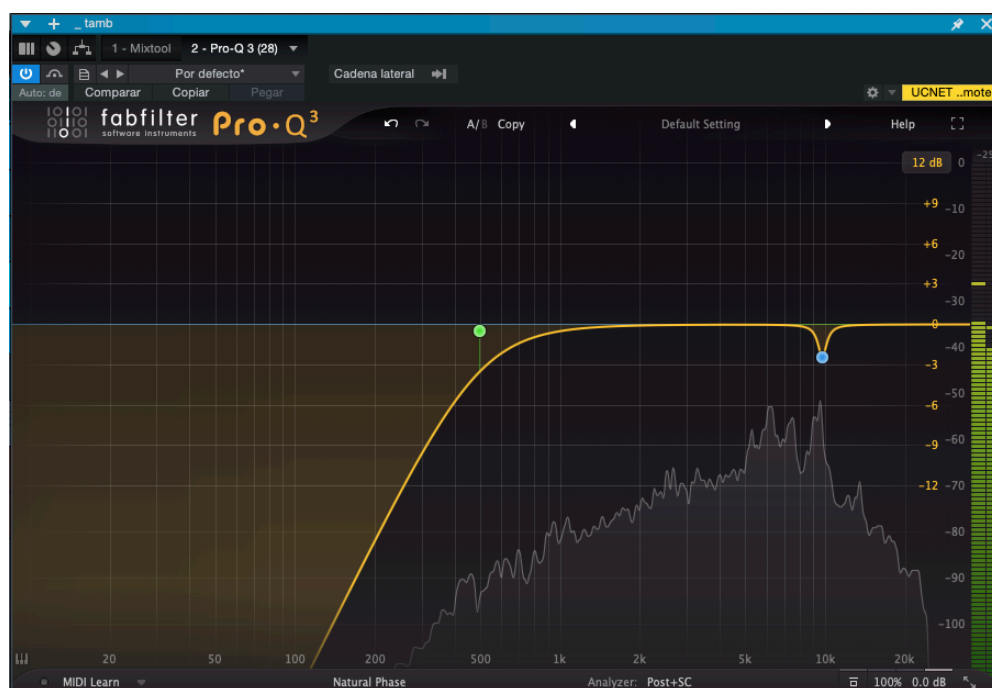 _ tamb
1 - Mixtool 2 - Pro-Q 3 (28)
Por defecto* Cadena lateral
Auto: de Comparar Copiar Pegar UCNET ..mote
fabfilter Pro·Q3
software instruments
A/B Copy Default Setting Help
12 dB 0 -25
+9 -10
+6 -20
+3 -30
0 -40
-3
-6 -50
-9 -60
-12 -70
-80
-90
-100
20 50 100 200 500 1k 2k 5k 10k 20k
MIDI Learn Natural Phase Analyzer: Post+SC 100% 0.0 dB